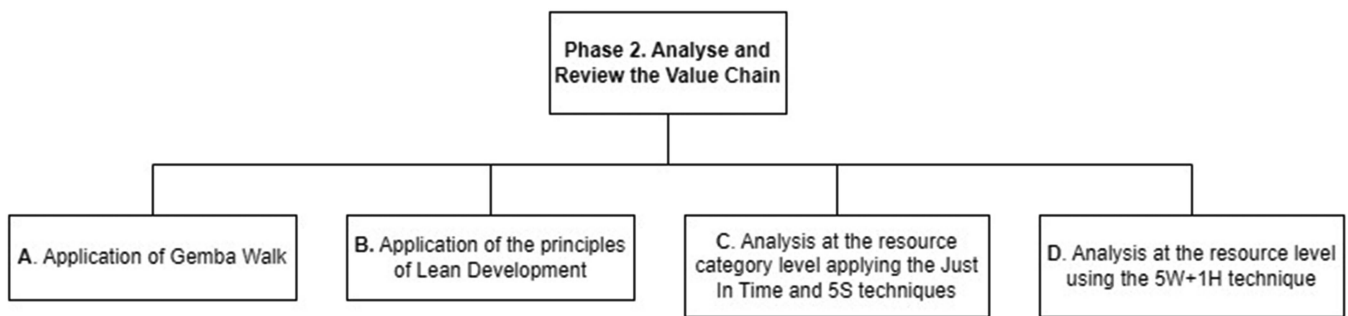 Phase 2. Analyse and
Review the Value Chain
A. Application of Gemba Walk
B. Application of the principles
of Lean Development
C. Analysis at the resource
category level applying the Just
In Time and 5S techniques
D. Analysis at the resource level
using the 5W+1H technique